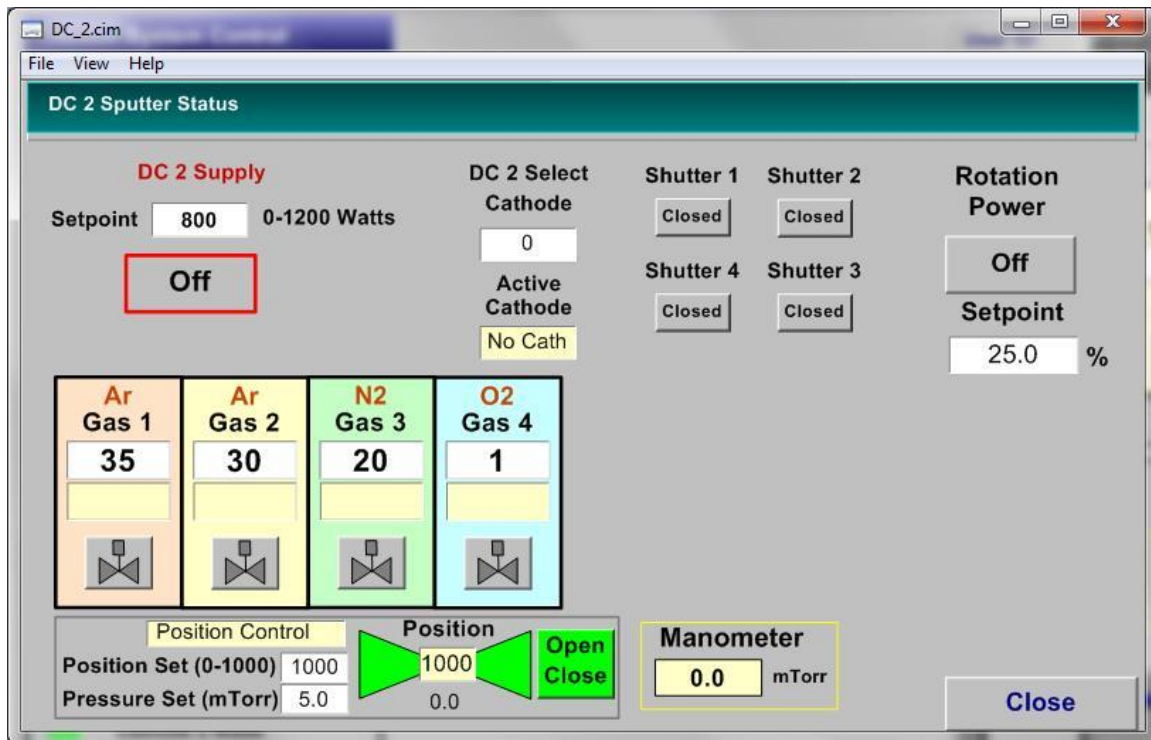 DC_2.cim
File View Help
DC 2 Sputter Status
DC 2 Supply
Setpoint 800 0-1200 Watts
Off
DC 2 Select
Cathode
0
Active
Cathode
No Cath
Shutter 1 Shutter 2
Closed Closed
Shutter 4 Shutter 3
Closed Closed
Rotation
Power
Off
Setpoint
25.0 %
Ar Ar N2 O2
Gas 1 Gas 2 Gas 3 Gas 4
35 30 20 1
Position Control
Position Set (0-1000) 1000
Pressure Set (mTorr) 5.0
Position
1000
0.0
Open
Close
Manometer
0.0 mTorr
Close